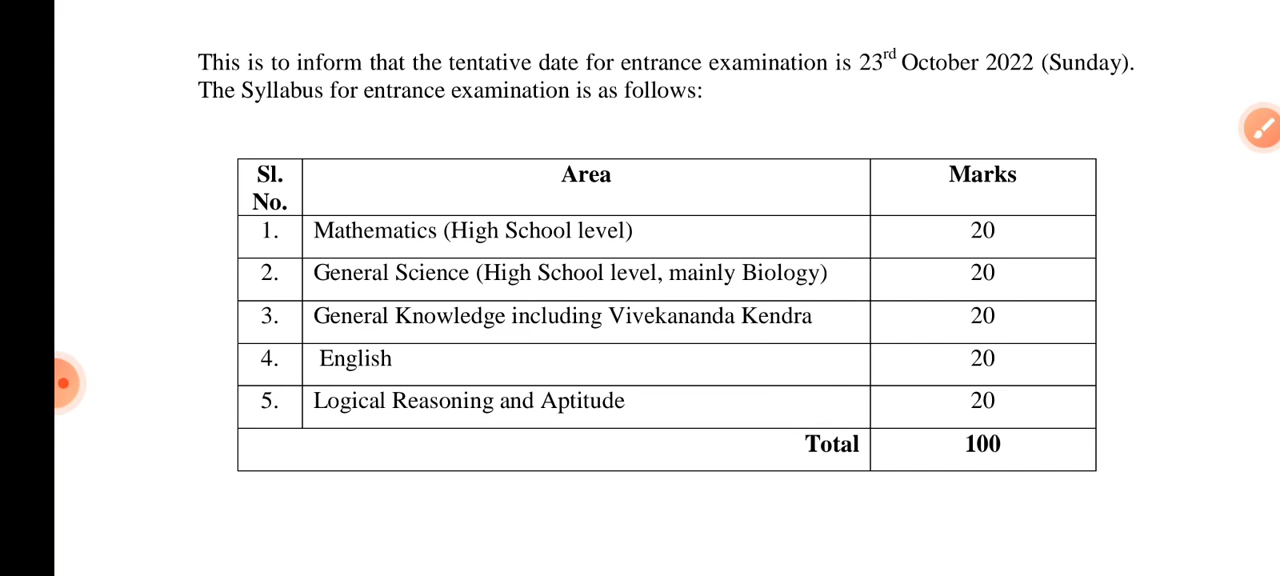 This is to inform that the tentative date for entrance examination is 23rd October 2022 (Sunday).
The Syllabus for entrance examination is as follows:
Sl. No. Area Marks
1. Mathematics (High School level) 20
2. General Science (High School level, mainly Biology) 20
3. General Knowledge including Vivekananda Kendra 20
4. English 20
5. Logical Reasoning and Aptitude 20
Total 100